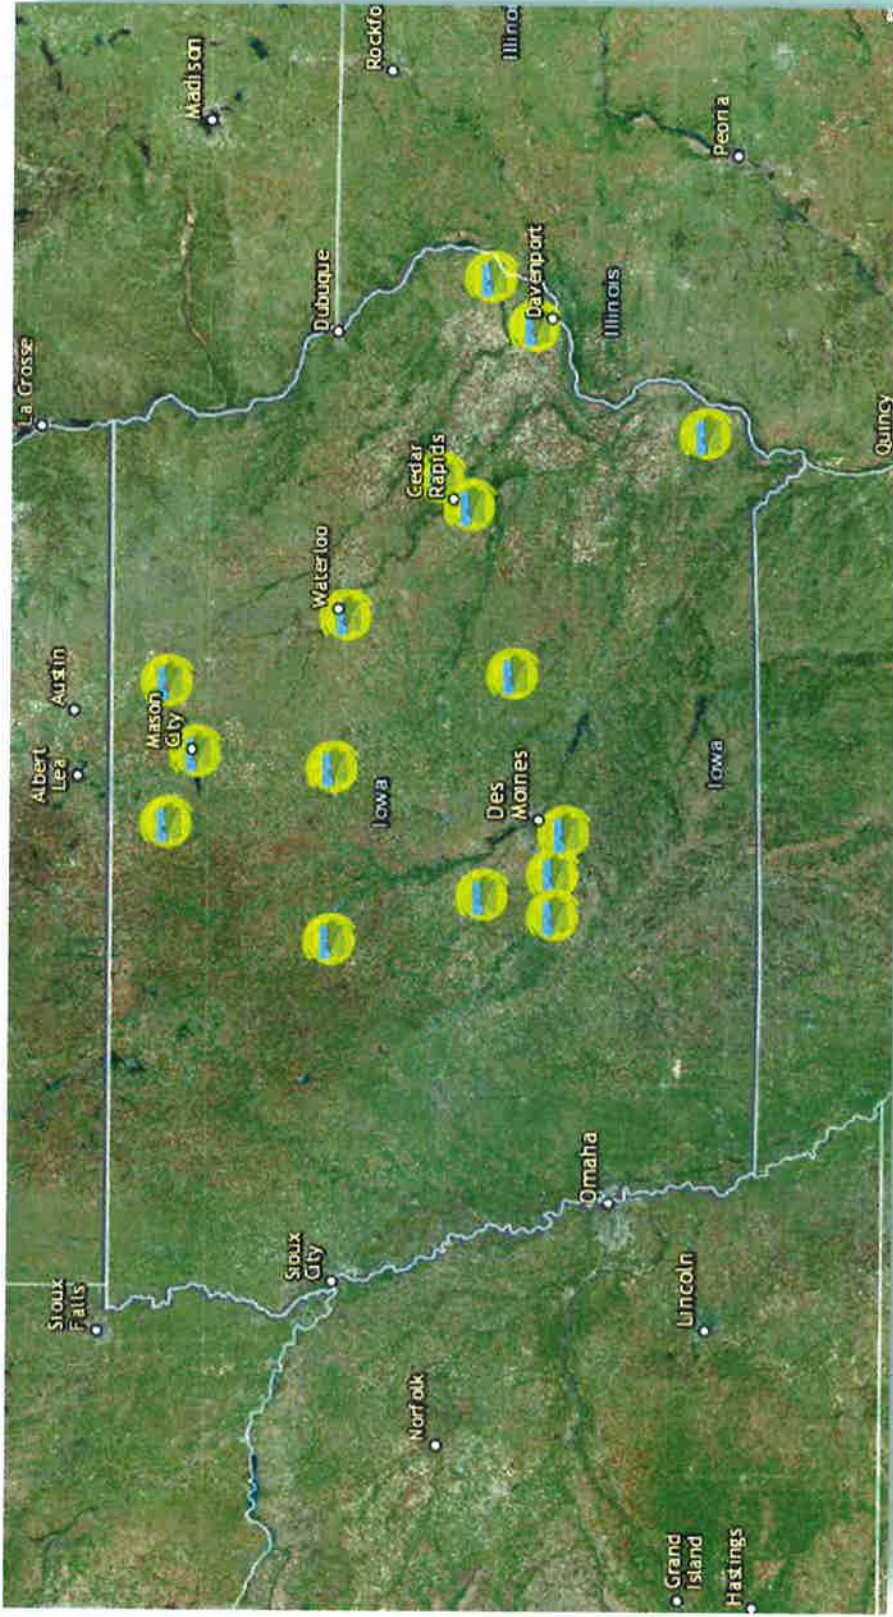 La Crosse
Madison
Rockfo
Illino
Sioux
Falls
Albert
Lea
Austin
Mason
City
Dubuque
Sioux
City
Waterloo
Norfolk
Iowa
Cedar
Rapids
Peoria
Des
Moines
Davenport
Omaha
Illinois
Lincoln
Grand
Island
Iowa
Hastings
Quincy